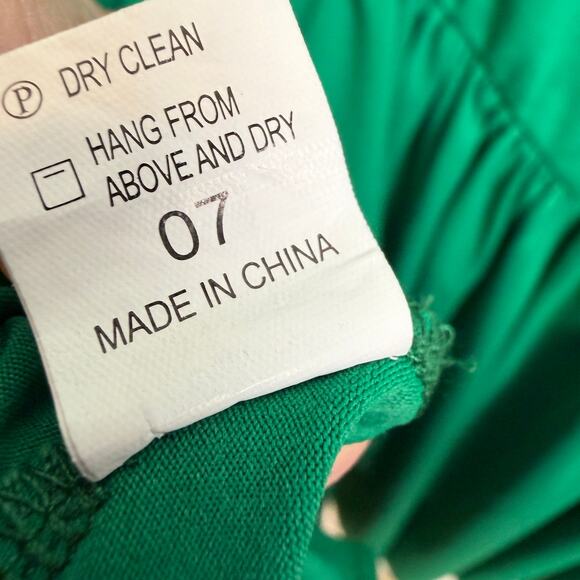 Ⓟ DRY CLEAN
HANG FROM
ABOVE AND DRY
07
MADE IN CHINA